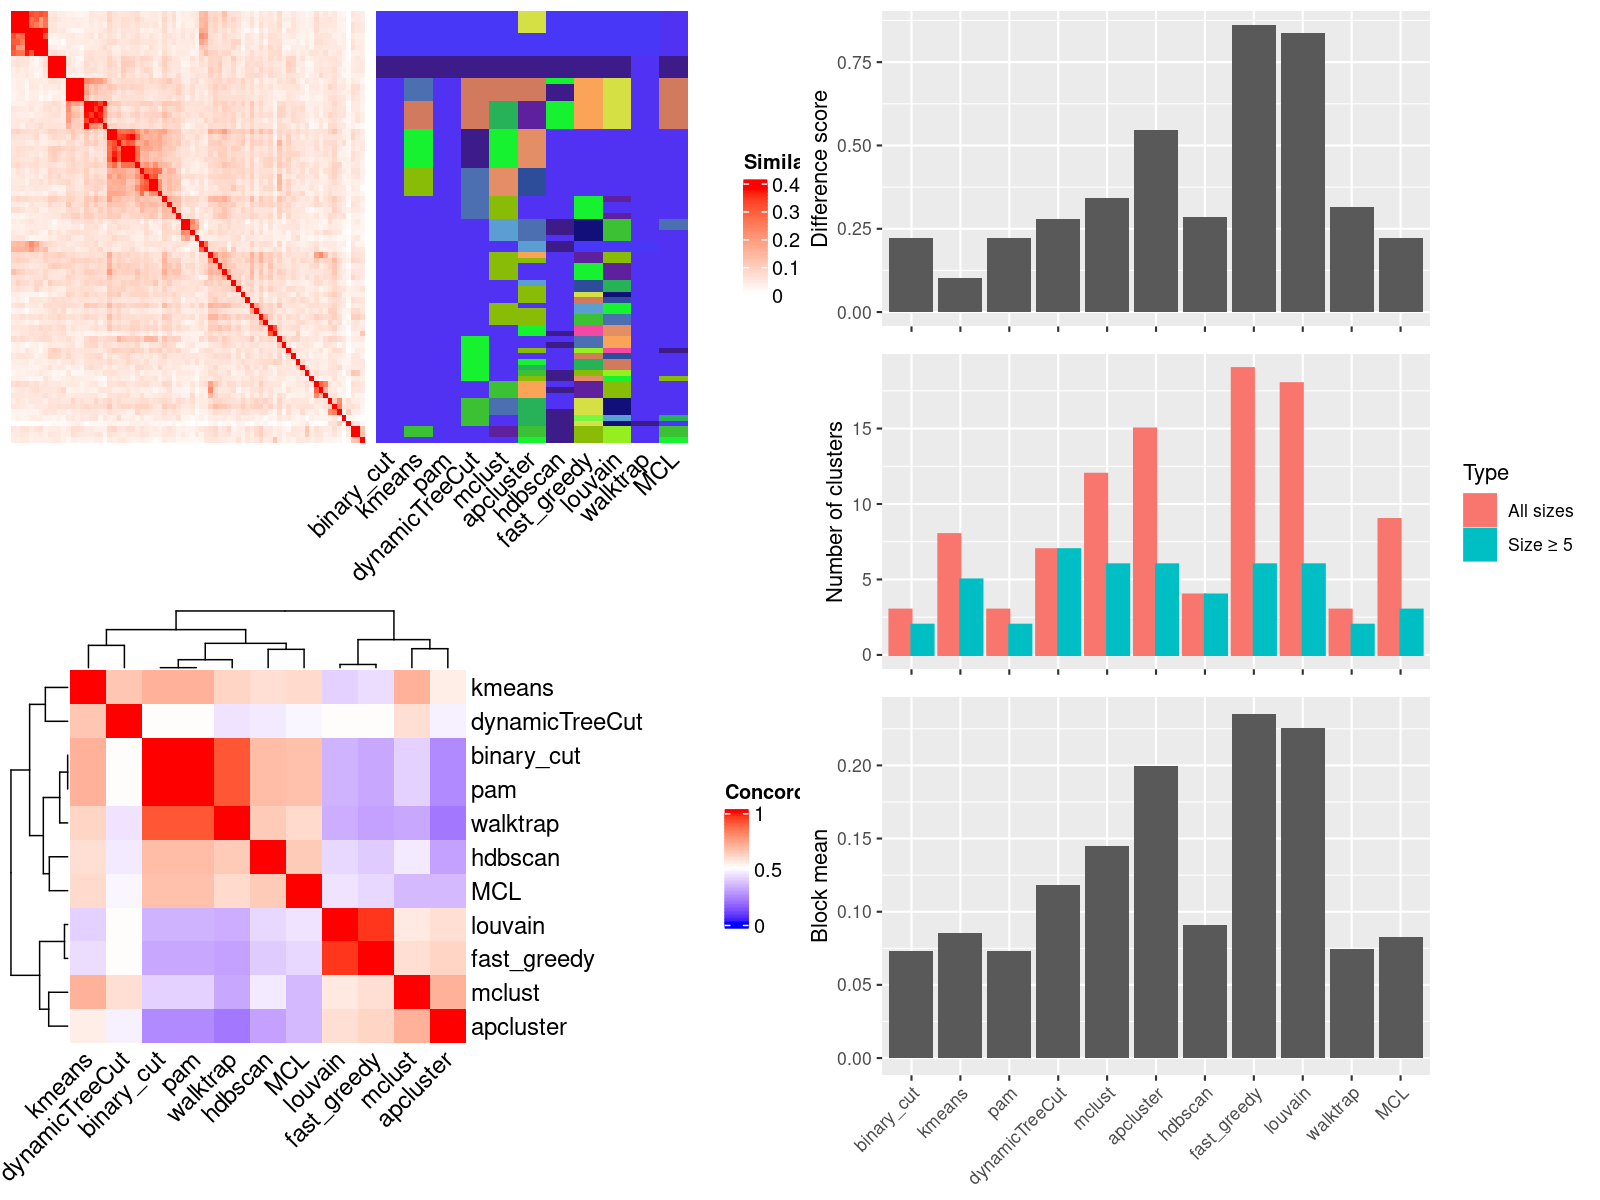 Simila
0.4
0.3
0.2
0.1
0
binary_cut
kmeans
pam
dynamicTreeCut
mclust
apcluster
hdbscan
fast_greedy
louvain
walktrap
MCL
kmeans
dynamicTreeCut
binary_cut
pam
walktrap
hdbscan
MCL
louvain
fast_greedy
mclust
apcluster
kmeans
dynamicTreeCut
binary_cut
pam
walktrap
hdbscan
MCL
louvain
fast_greedy
mclust
apcluster
Concord
1
0.5
0
Difference score
0.75
0.50
0.25
0.00
Number of clusters
15
10
5
0
Type
All sizes
Size ≥ 5
Block mean
0.20
0.15
0.10
0.05
0.00
binary_cut
kmeans
pam
dynamicTreeCut
mclust
apcluster
hdbscan
fast_greedy
louvain
walktrap
MCL